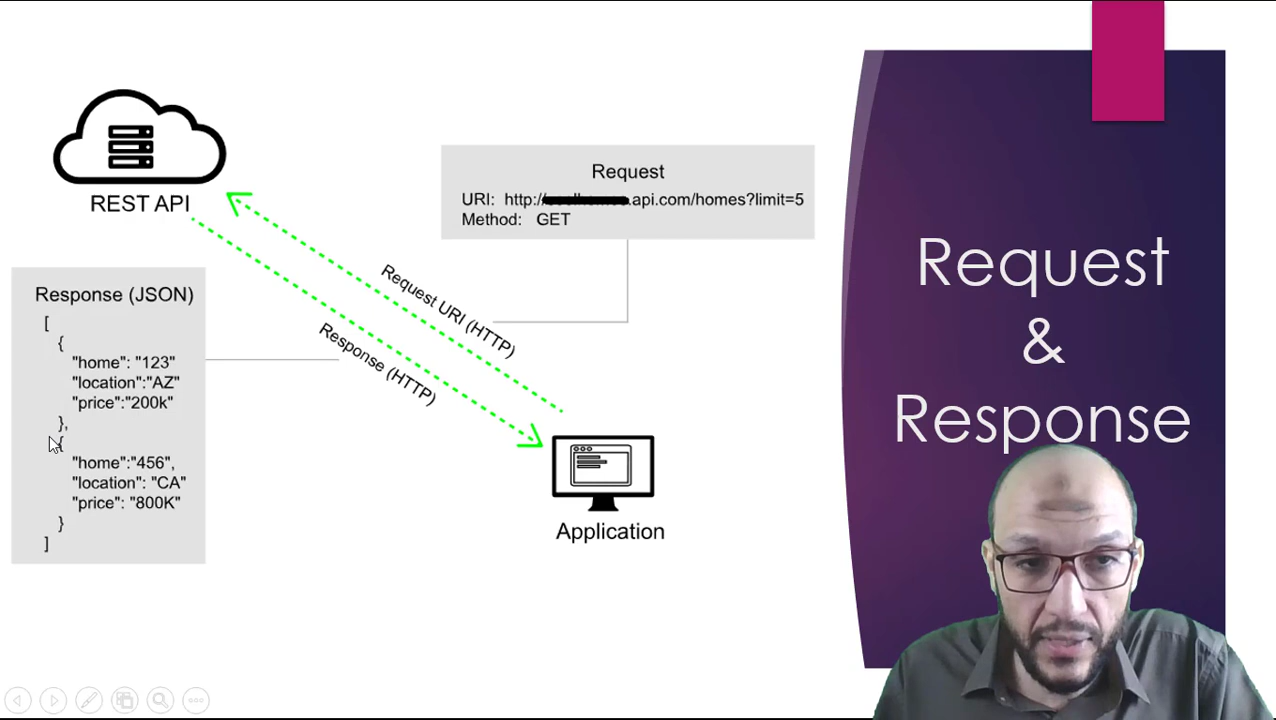 REST API
Request
URI: http:/
.api.com/homes?limit=5
Method: GET
Request URI (HTTP)
Response (HTTP)
Response (JSON)
[
{
"home": "123"
"location":"AZ"
"price":"200k"
},
{
"home":"456",
"location": "CA"
"price": "800K"
}
]
Application
Request
&
Response